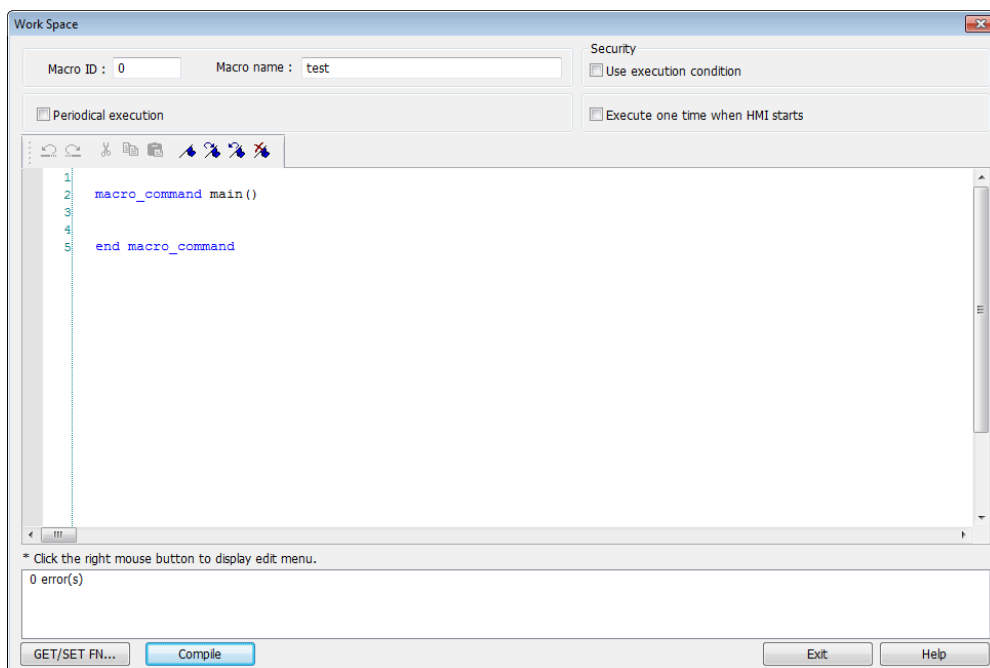 Work Space
Security
Macro ID : 0 Macro name : test
Use execution condition
Periodical execution
Execute one time when HMI starts
1
2 macro_command main()
3
4
5 end macro_command
* Click the right mouse button to display edit menu.
0 error(s)
GET/SET FN... Compile Exit Help